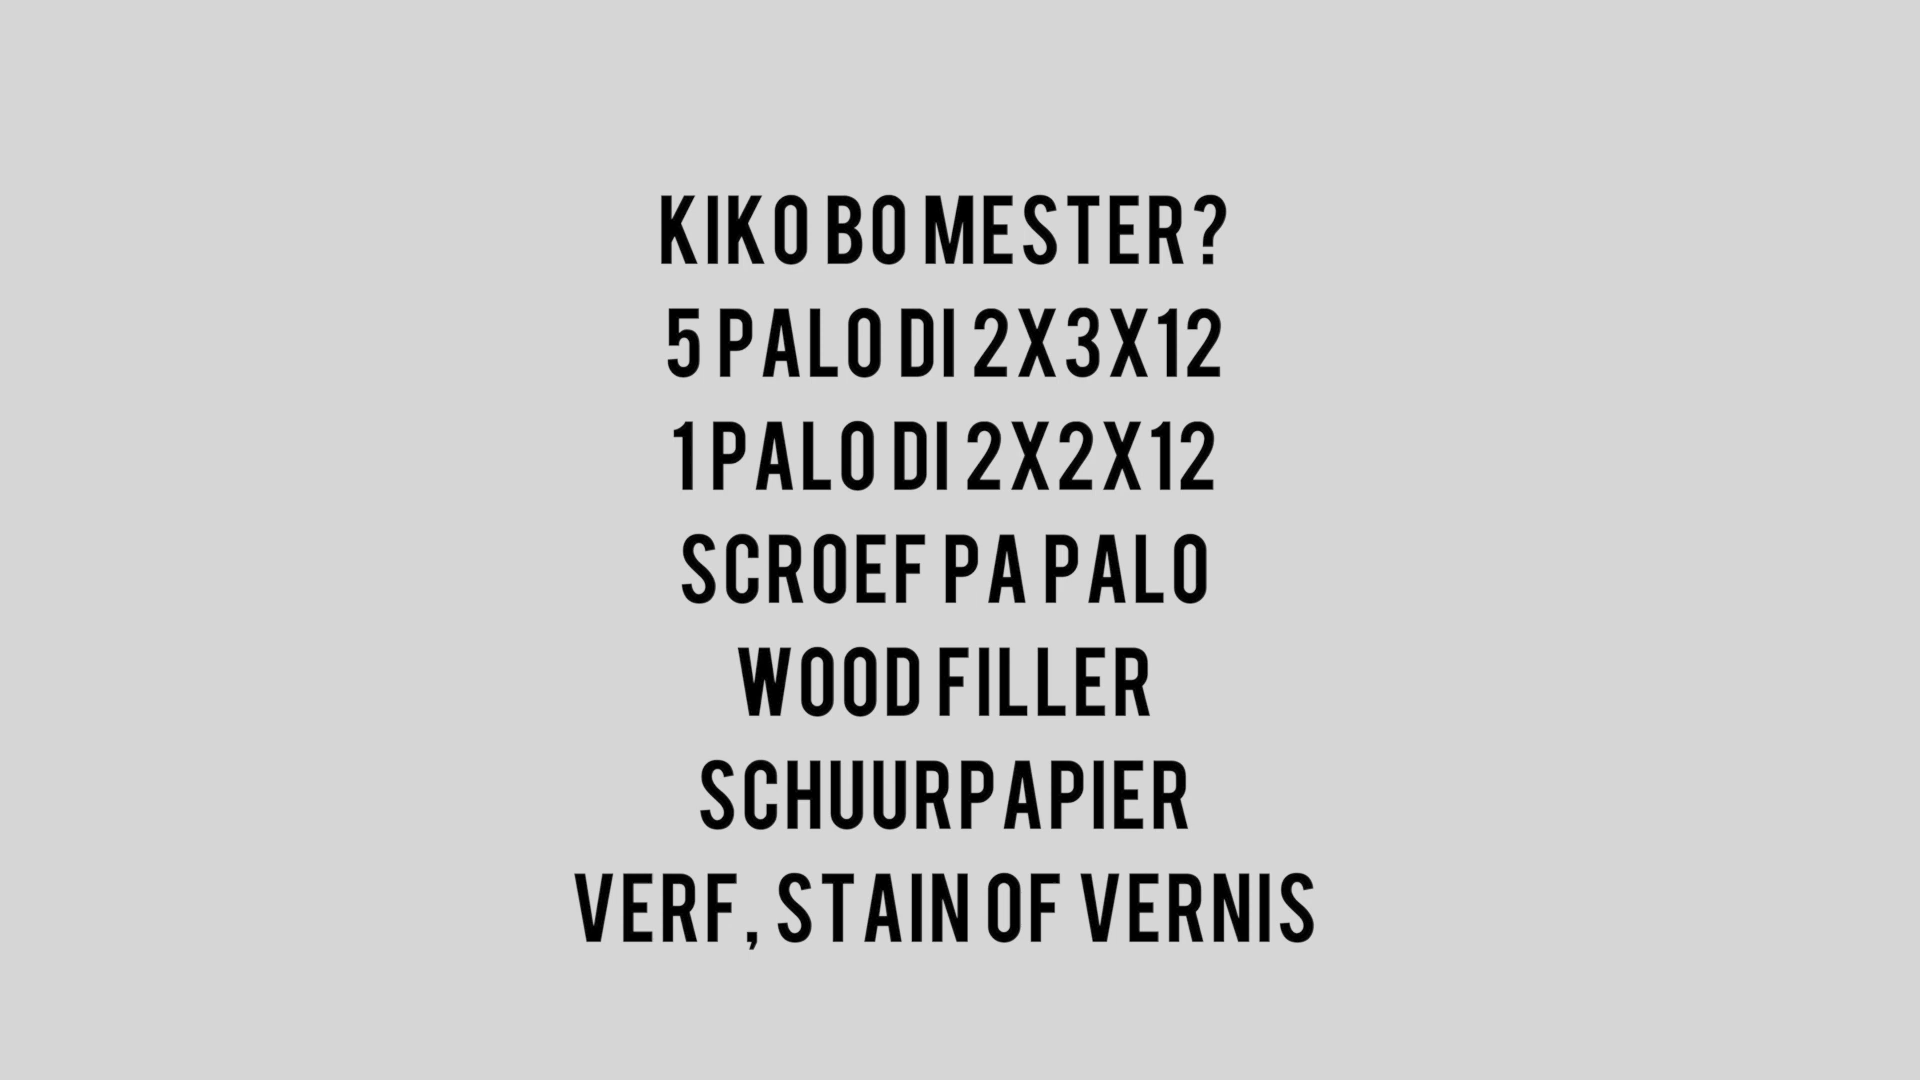 KIKO BO MESTER?
5 PALO DI 2X3X12
1 PALO DI 2X2X12
SCROEF PA PALO
WOOD FILLER
SCHUURPAPIER
VERF, STAIN OF VERNIS